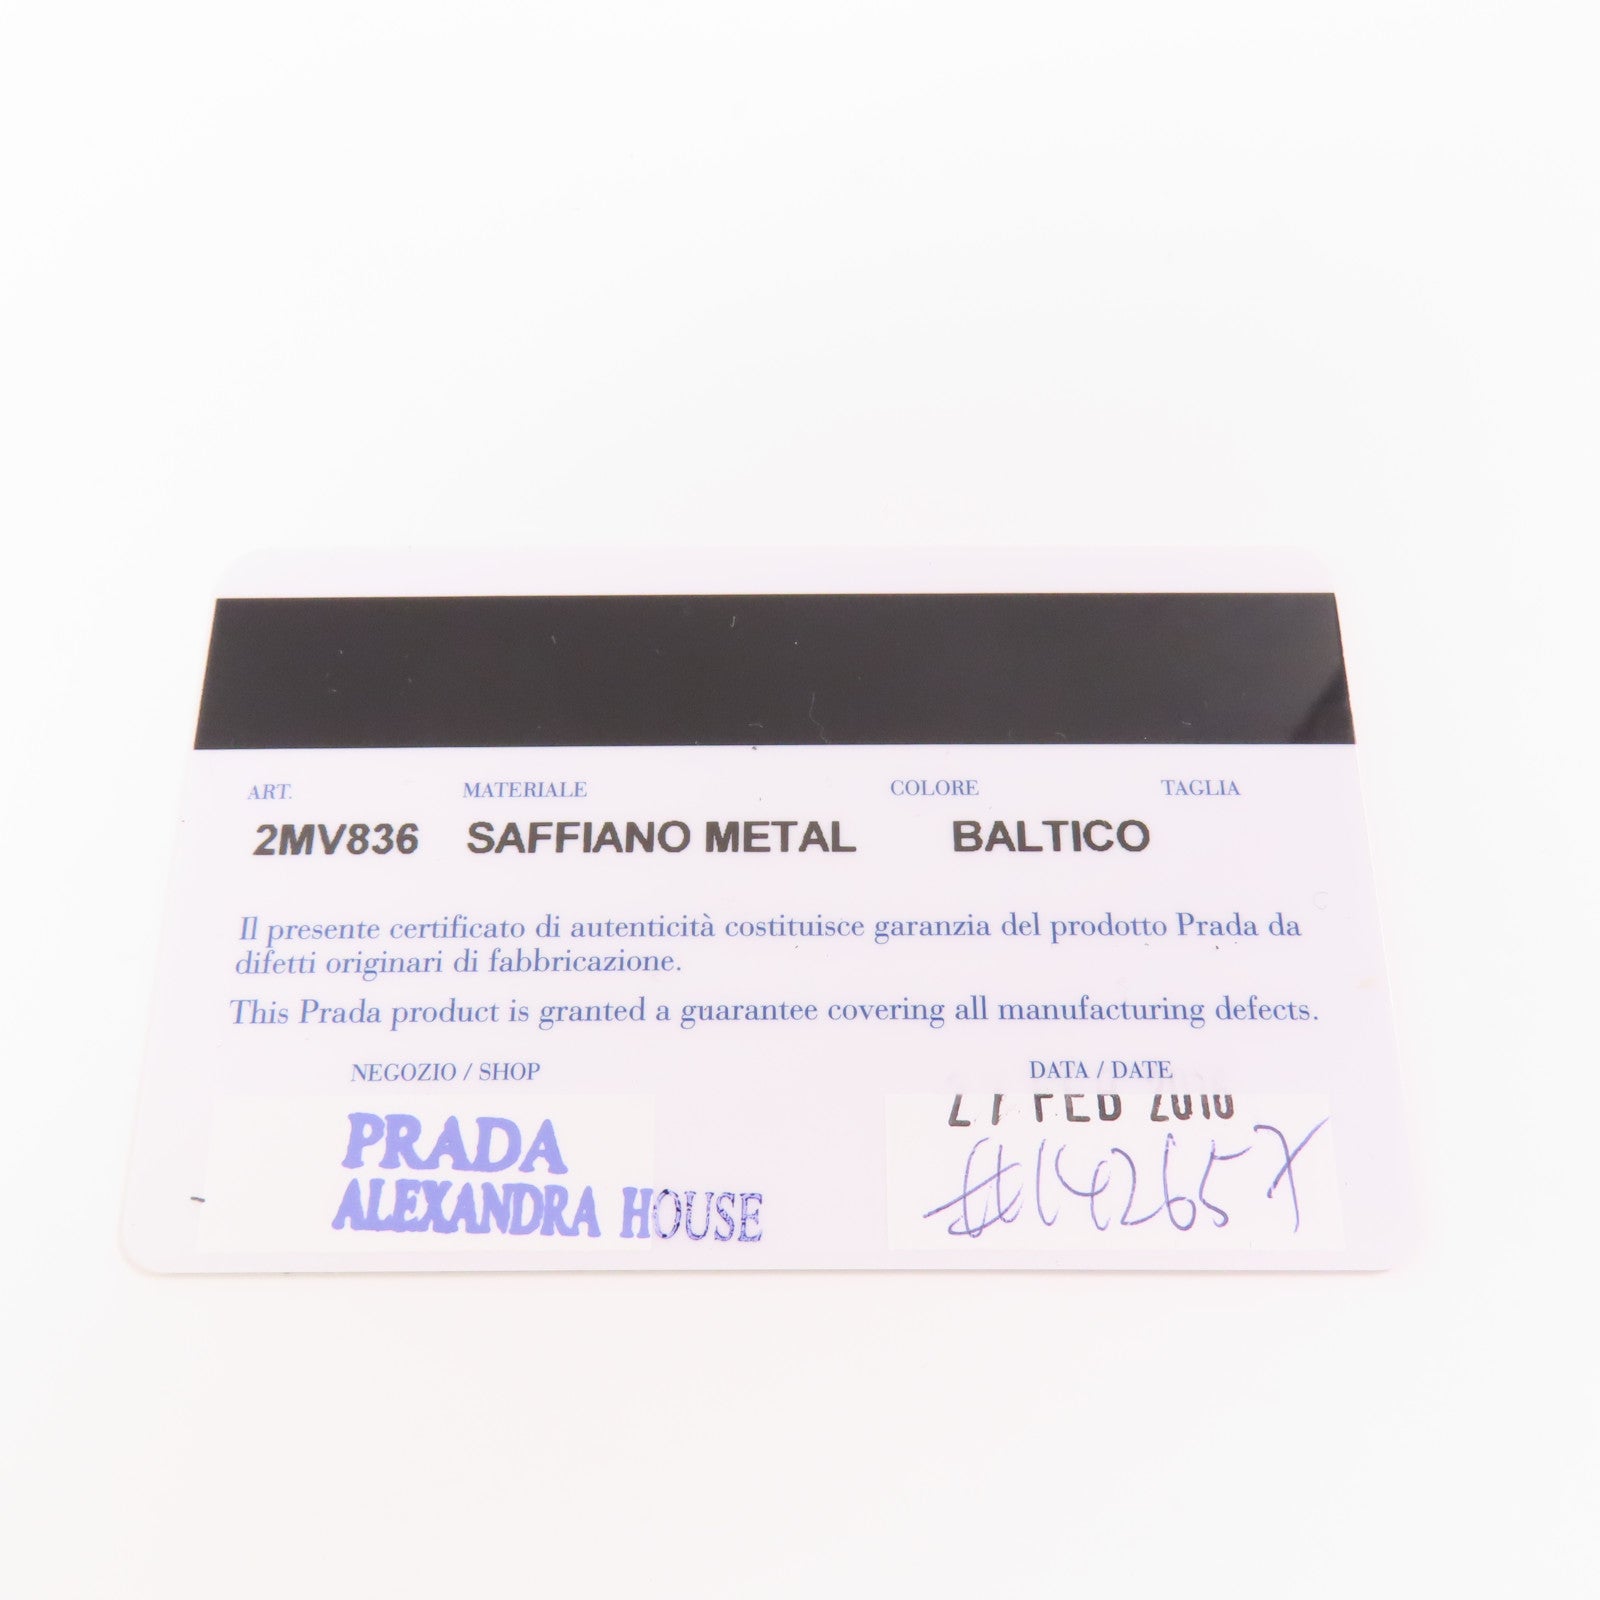 ART. MATERIALE COLORE TAGLIA
2MV836 SAFFIANO METAL BALTICO
Il presente certificato di autenticità costituisce garanzia del prodotto Prada da
difetti originari di fabbricazione.
This Prada product is granted a guarantee covering all manufacturing defects.
NEGOZIO / SHOP DATA / DATE
FEB
PRADA
ALEXANDRA HOUSE